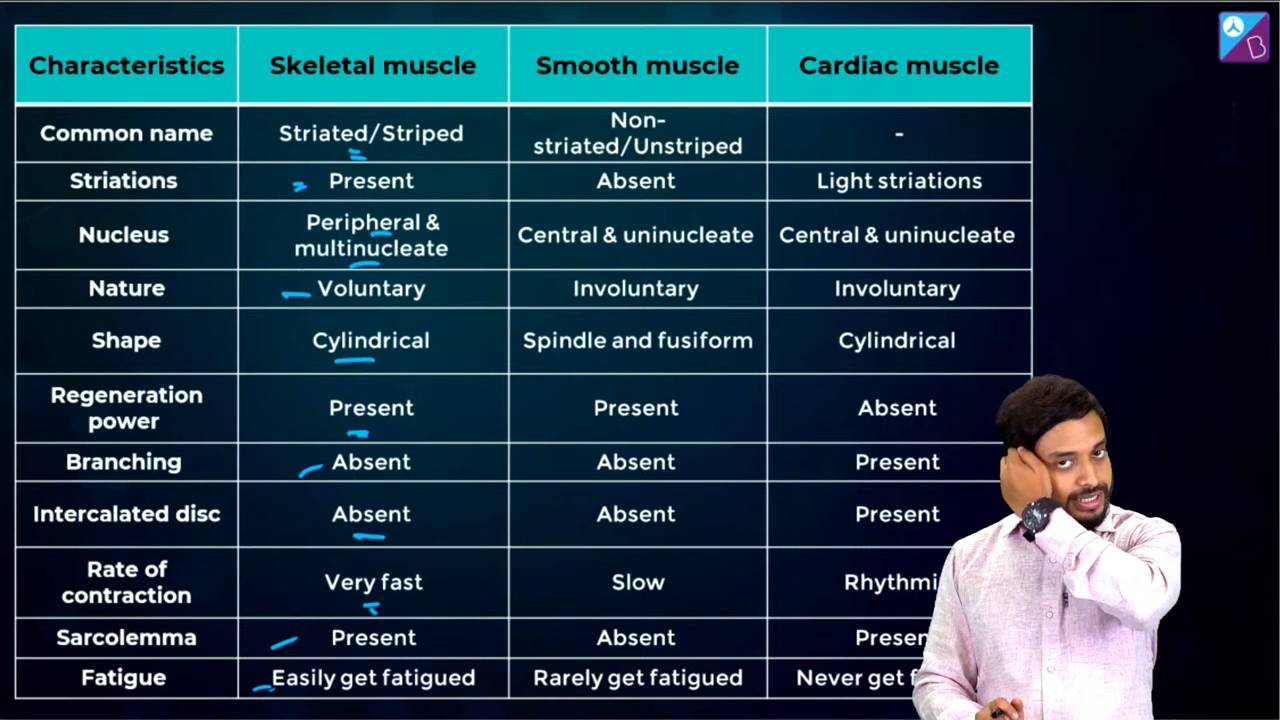 Characteristics Skeletal muscle Smooth muscle Cardiac muscle
Common name Striated/Striped Non-striated/Unstriped -
Striations Present Absent Light striations
Nucleus Peripheral & multinucleate Central & uninucleate Central & uninucleate
Nature Voluntary Involuntary Involuntary
Shape Cylindrical Spindle and fusiform Cylindrical
Regeneration power Present Present Absent
Branching Absent Absent Present
Intercalated disc Absent Absent Present
Rate of contraction Very fast Slow
Sarcolemma Present Absent
Fatigue Easily get fatigued Rarely get fatigued Never get
B